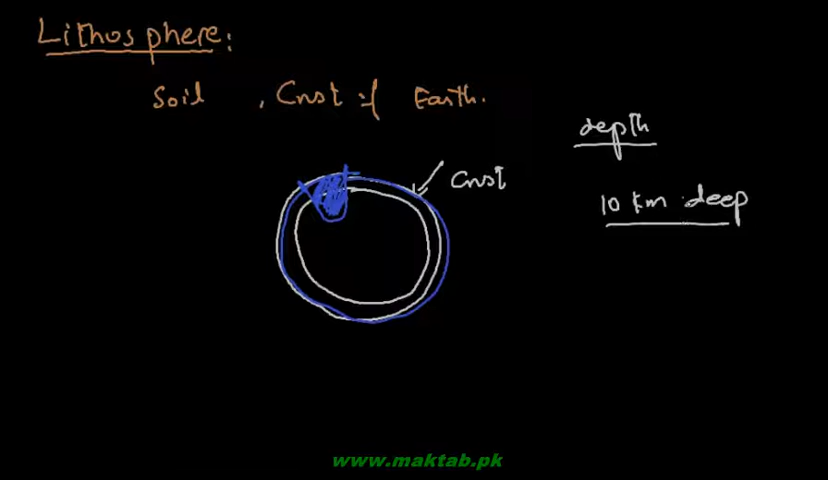 Lithosphere:
Soil , Crust of Earth.
depth
Crust
10 km deep
www.maktab.pk